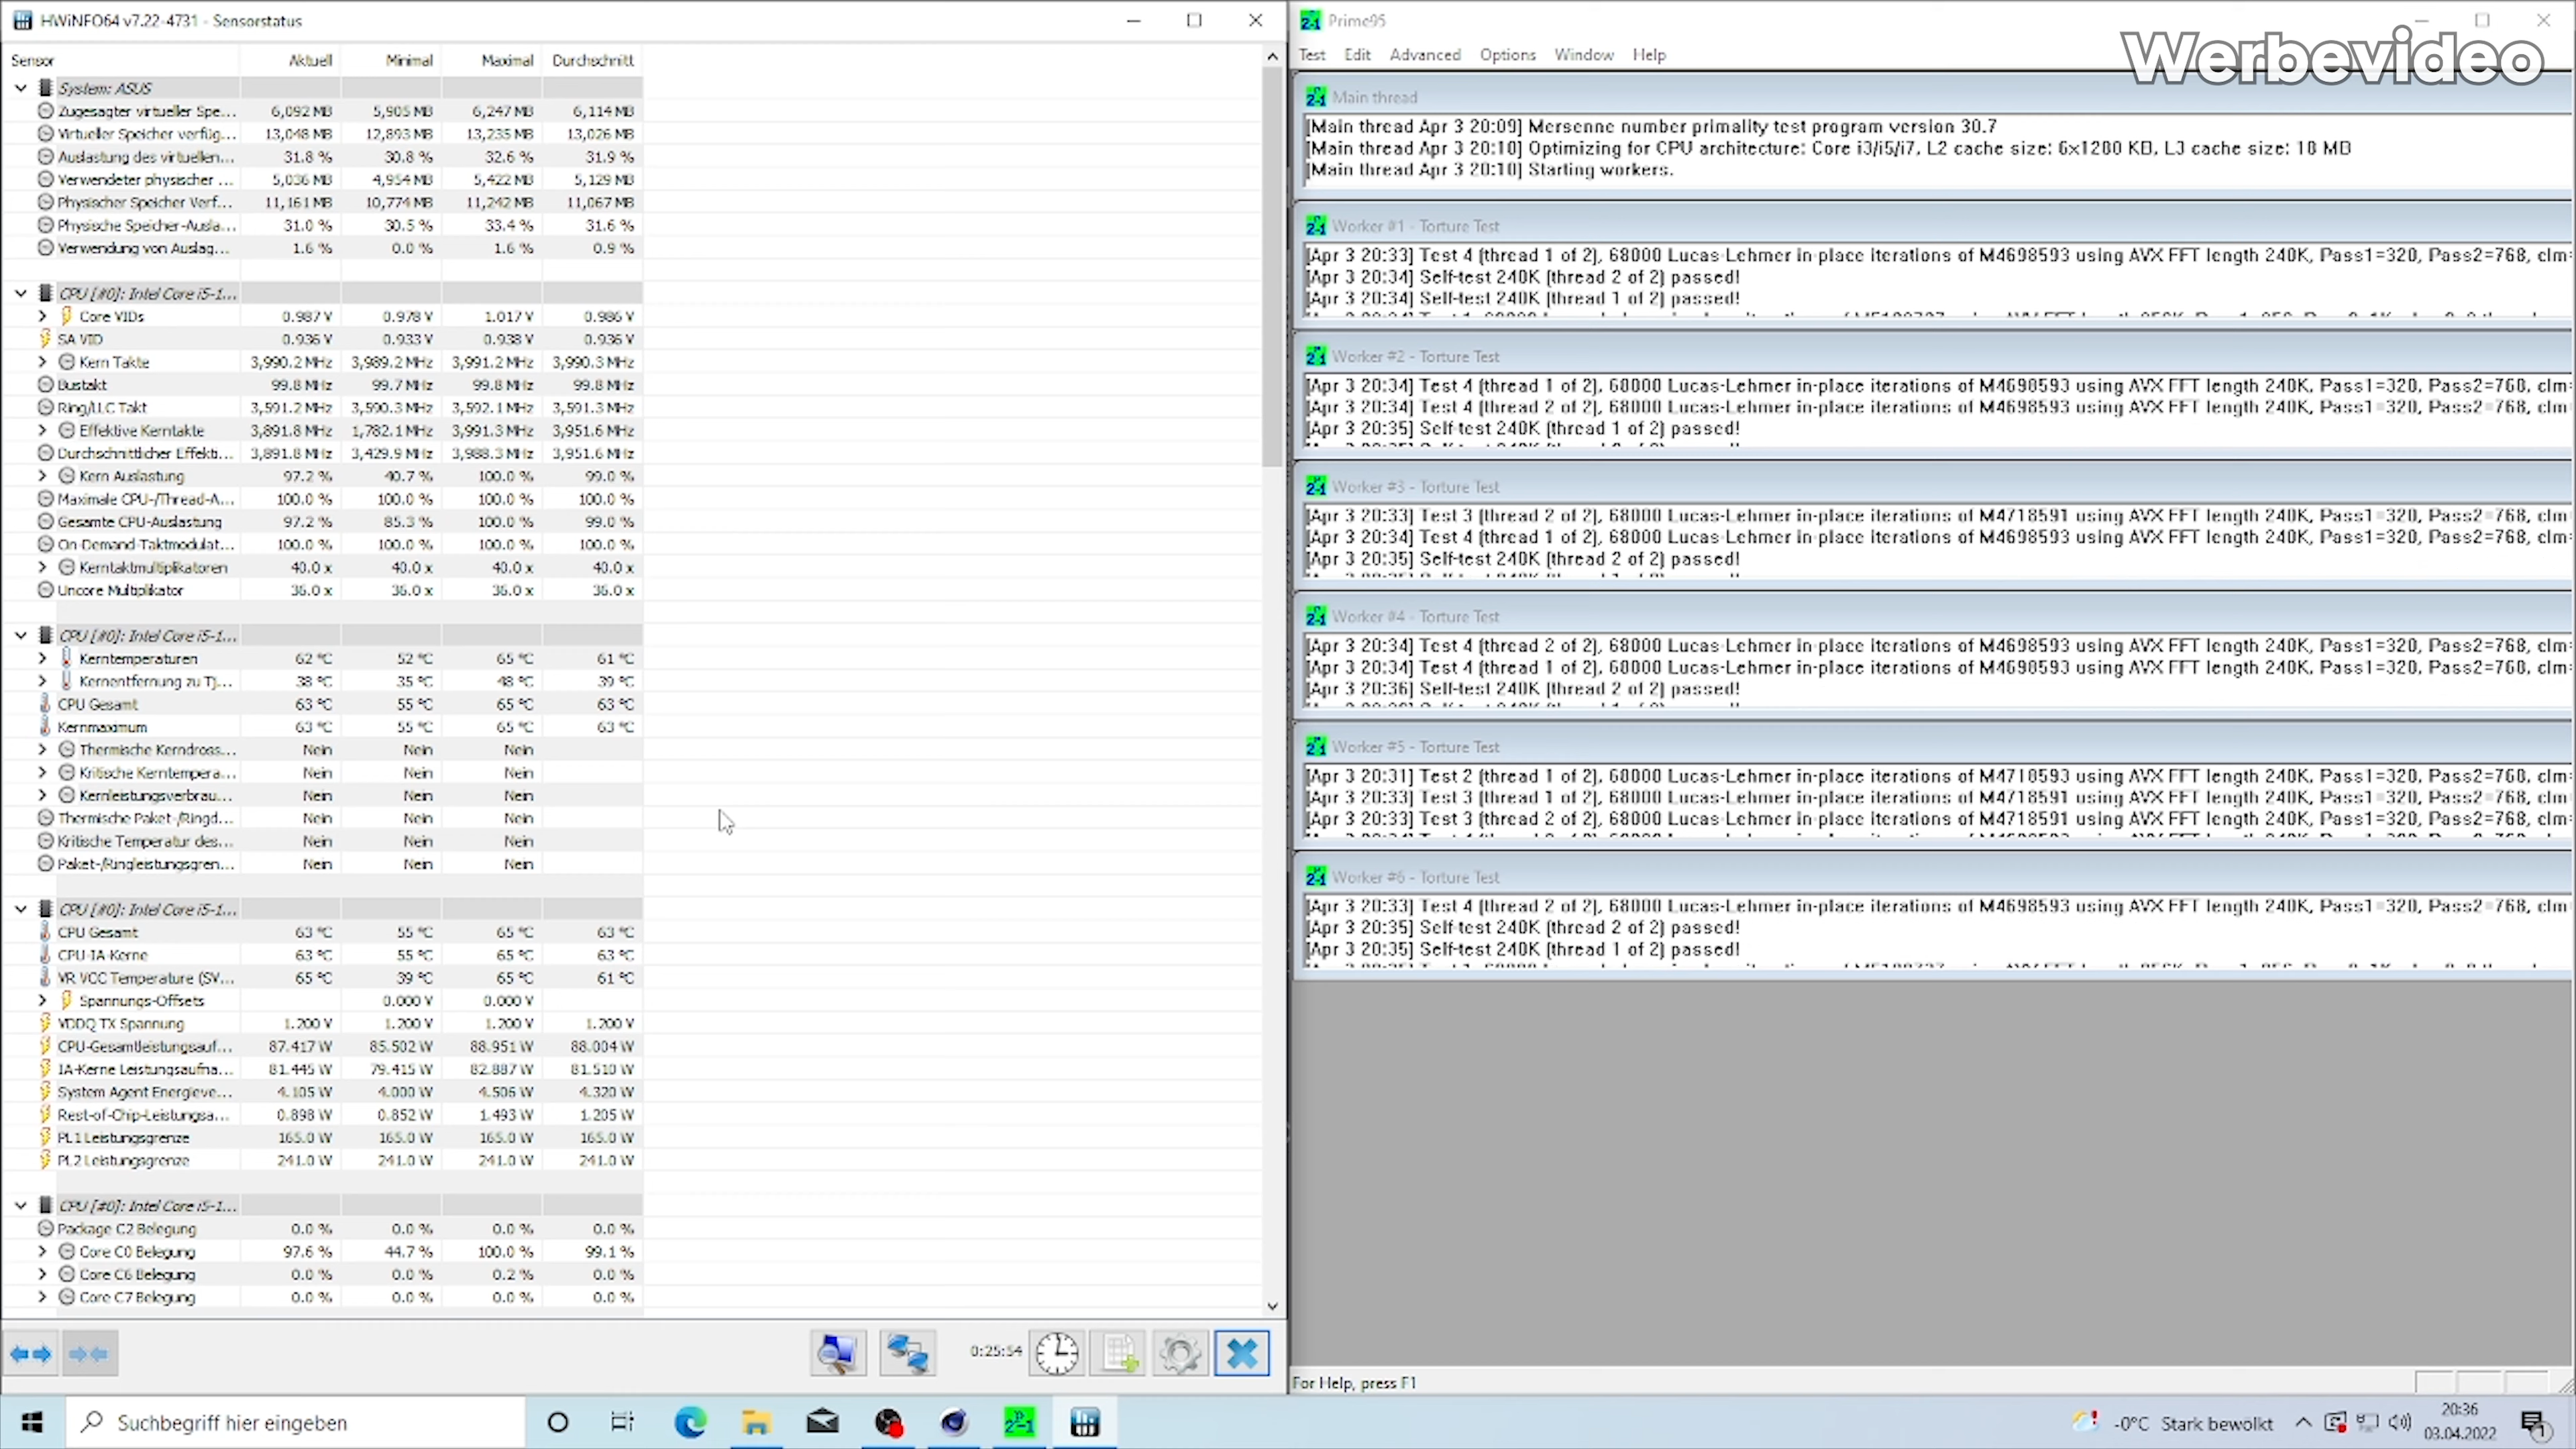 HWiNFO64 v7.22-4731 - Sensorstatus
Sensor Aktuell Minimal Maximal Durchschnitt
System: ASUS
Zugesagter virtueller Spe... 6,092 MB 5,905 MB 6,247 MB 6,114 MB
Virtueller Speicher verfüg... 13,048 MB 12,893 MB 13,235 MB 13,026 MB
Auslastung des virtuellen... 31.8 % 30.8 % 32.6 % 31.9 %
Verwendeter physischer ... 5,036 MB 4,954 MB 5,422 MB 5,129 MB
Physischer Speicher Verf... 11,161 MB 10,774 MB 11,242 MB 11,067 MB
Physische Speicher-Ausla... 31.0 % 30.5 % 33.4 % 31.6 %
Verwendung von Auslag... 1.6 % 0.0 % 1.6 % 0.9 %
CPU [#0]: Intel Core i5-1...
Core VIDs 0.987 V 0.978 V 1.017 V 0.986 V
SA VID 0.936 V 0.933 V 0.938 V 0.936 V
Kern Takte 3,990.2 MHz 3,989.2 MHz 3,991.2 MHz 3,990.3 MHz
Bustakt 99.8 MHz 99.7 MHz 99.8 MHz 99.8 MHz
Ring/LLC Takt 3,591.2 MHz 3,590.3 MHz 3,592.1 MHz 3,591.3 MHz
Effektive Kerntakte 3,891.8 MHz 1,782.1 MHz 3,991.3 MHz 3,951.6 MHz
Durchschnittlicher Effekti... 3,891.8 MHz 3,429.9 MHz 3,988.3 MHz 3,951.6 MHz
Kern Auslastung 97.2 % 40.7 % 100.0 % 99.0 %
Maximale CPU-/Thread-A... 100.0 % 100.0 % 100.0 % 100.0 %
Gesamte CPU-Auslastung 97.2 % 85.3 % 100.0 % 99.0 %
On-Demand-Taktmodulat... 100.0 % 100.0 % 100.0 % 100.0 %
Kerntaktmultiplikatoren 40.0 x 40.0 x 40.0 x 40.0 x
Uncore Multiplikator 36.0 x 36.0 x 36.0 x 36.0 x
CPU [#0]: Intel Core i5-1...
Kerntemperaturen 62 °C 52 °C 65 °C 61 °C
Kernentfernung zu Tj... 38 °C 35 °C 48 °C 39 °C
CPU Gesamt 63 °C 55 °C 65 °C 63 °C
Kernmaximum 63 °C 55 °C 65 °C 63 °C
Thermische Kerndross... Nein Nein Nein
Kritische Kerntempera... Nein Nein Nein
Kernleistungsverbrau... Nein Nein Nein
Thermische Paket-/Ringd... Nein Nein Nein
Kritische Temperatur des... Nein Nein Nein
Paket-/Ringleistungsgren... Nein Nein Nein
CPU [#0]: Intel Core i5-1...
CPU Gesamt 63 °C 55 °C 65 °C 63 °C
CPU-IA-Kerne 63 °C 55 °C 65 °C 63 °C
VR VCC Temperature (SV... 65 °C 39 °C 65 °C 61 °C
Spannungs-Offsets 0.000 V 0.000 V
VDDQ TX Spannung 1.200 V 1.200 V 1.200 V 1.200 V
CPU-Gesamtleistungsauf... 87.417 W 85.502 W 88.951 W 88.004 W
IA-Kerne Leistungsaufna... 81.445 W 79.415 W 82.887 W 81.510 W
System Agent Energieve... 4.105 W 4.000 W 4.506 W 4.320 W
Rest-of-Chip-Leistungsa... 0.898 W 0.852 W 1.493 W 1.205 W
PL1 Leistungsgrenze 165.0 W 165.0 W 165.0 W 165.0 W
PL2 Leistungsgrenze 241.0 W 241.0 W 241.0 W 241.0 W
CPU [#0]: Intel Core i5-1...
Package C2 Belegung 0.0 % 0.0 % 0.0 % 0.0 %
Core C0 Belegung 97.6 % 44.7 % 100.0 % 99.1 %
Core C6 Belegung 0.0 % 0.0 % 0.2 % 0.0 %
Core C7 Belegung 0.0 % 0.0 % 0.0 % 0.0 %
0:25:54
Prime95
Werbevideo
Test Edit Advanced Options Window Help
Main thread
[Main thread Apr 3 20:09] Mersenne number primality test program version 30.7
[Main thread Apr 3 20:10] Optimizing for CPU architecture: Core i3/i5/i7, L2 cache size: 6x1280 KB, L3 cache size: 18 MB
[Main thread Apr 3 20:10] Starting workers.
Worker #1 - Torture Test
[Apr 3 20:33] Test 4 (thread 1 of 2), 68000 Lucas-Lehmer in-place iterations of M4698593 using AVX FFT length 240K, Pass1=320, Pass2=768, clm=
[Apr 3 20:34] Self-test 240K (thread 2 of 2) passed!
[Apr 3 20:34] Self-test 240K (thread 1 of 2) passed!
Worker #2 - Torture Test
[Apr 3 20:34] Test 4 (thread 1 of 2), 68000 Lucas-Lehmer in-place iterations of M4698593 using AVX FFT length 240K, Pass1=320, Pass2=768, clm=
[Apr 3 20:34] Test 4 (thread 2 of 2), 68000 Lucas-Lehmer in-place iterations of M4698593 using AVX FFT length 240K, Pass1=320, Pass2=768, clm=
[Apr 3 20:35] Self-test 240K (thread 1 of 2) passed!
Worker #3 - Torture Test
[Apr 3 20:33] Test 3 (thread 2 of 2), 68000 Lucas-Lehmer in-place iterations of M4718591 using AVX FFT length 240K, Pass1=320, Pass2=768, clm=
[Apr 3 20:34] Test 4 (thread 1 of 2), 68000 Lucas-Lehmer in-place iterations of M4698593 using AVX FFT length 240K, Pass1=320, Pass2=768, clm=
[Apr 3 20:35] Self-test 240K (thread 2 of 2) passed!
Worker #4 - Torture Test
[Apr 3 20:34] Test 4 (thread 2 of 2), 68000 Lucas-Lehmer in-place iterations of M4698593 using AVX FFT length 240K, Pass1=320, Pass2=768, clm=
[Apr 3 20:34] Test 4 (thread 1 of 2), 68000 Lucas-Lehmer in-place iterations of M4698593 using AVX FFT length 240K, Pass1=320, Pass2=768, clm=
[Apr 3 20:36] Self-test 240K (thread 2 of 2) passed!
Worker #5 - Torture Test
[Apr 3 20:31] Test 2 (thread 1 of 2), 68000 Lucas-Lehmer in-place iterations of M4718593 using AVX FFT length 240K, Pass1=320, Pass2=768, clm=
[Apr 3 20:33] Test 3 (thread 1 of 2), 68000 Lucas-Lehmer in-place iterations of M4718591 using AVX FFT length 240K, Pass1=320, Pass2=768, clm=
[Apr 3 20:33] Test 3 (thread 2 of 2), 68000 Lucas-Lehmer in-place iterations of M4718591 using AVX FFT length 240K, Pass1=320, Pass2=768, clm=
Worker #6 - Torture Test
[Apr 3 20:33] Test 4 (thread 2 of 2), 68000 Lucas-Lehmer in-place iterations of M4698593 using AVX FFT length 240K, Pass1=320, Pass2=768, clm
[Apr 3 20:35] Self-test 240K (thread 2 of 2) passed!
[Apr 3 20:35] Self-test 240K (thread 1 of 2) passed!
For Help, press F1
Suchbegriff hier eingeben
-0°C Stark bewölkt
20:36
03.04.2022